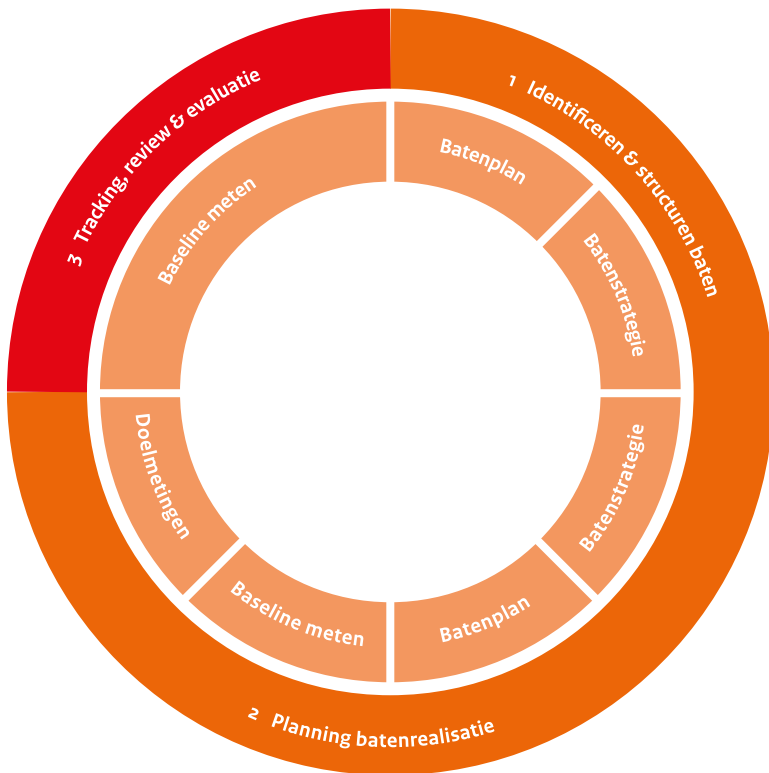 1 Identificeren & structuren baten
Batenplan
Batenstrategie
Batenstrategie
Batenplan
2 Planning batenrealisatie
Baseline meten
Doelmetingen
3 Tracking, review & evaluatie
Baseline meten